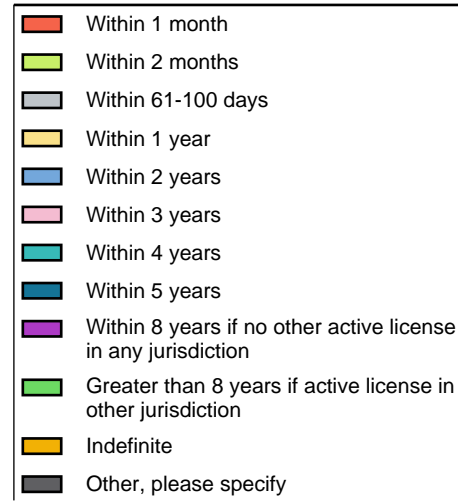 Within 1 month
Within 2 months
Within 61-100 days
Within 1 year
Within 2 years
Within 3 years
Within 4 years
Within 5 years
Within 8 years if no other active license
in any jurisdiction
Greater than 8 years if active license in
other jurisdiction
Indefinite
Other, please specify